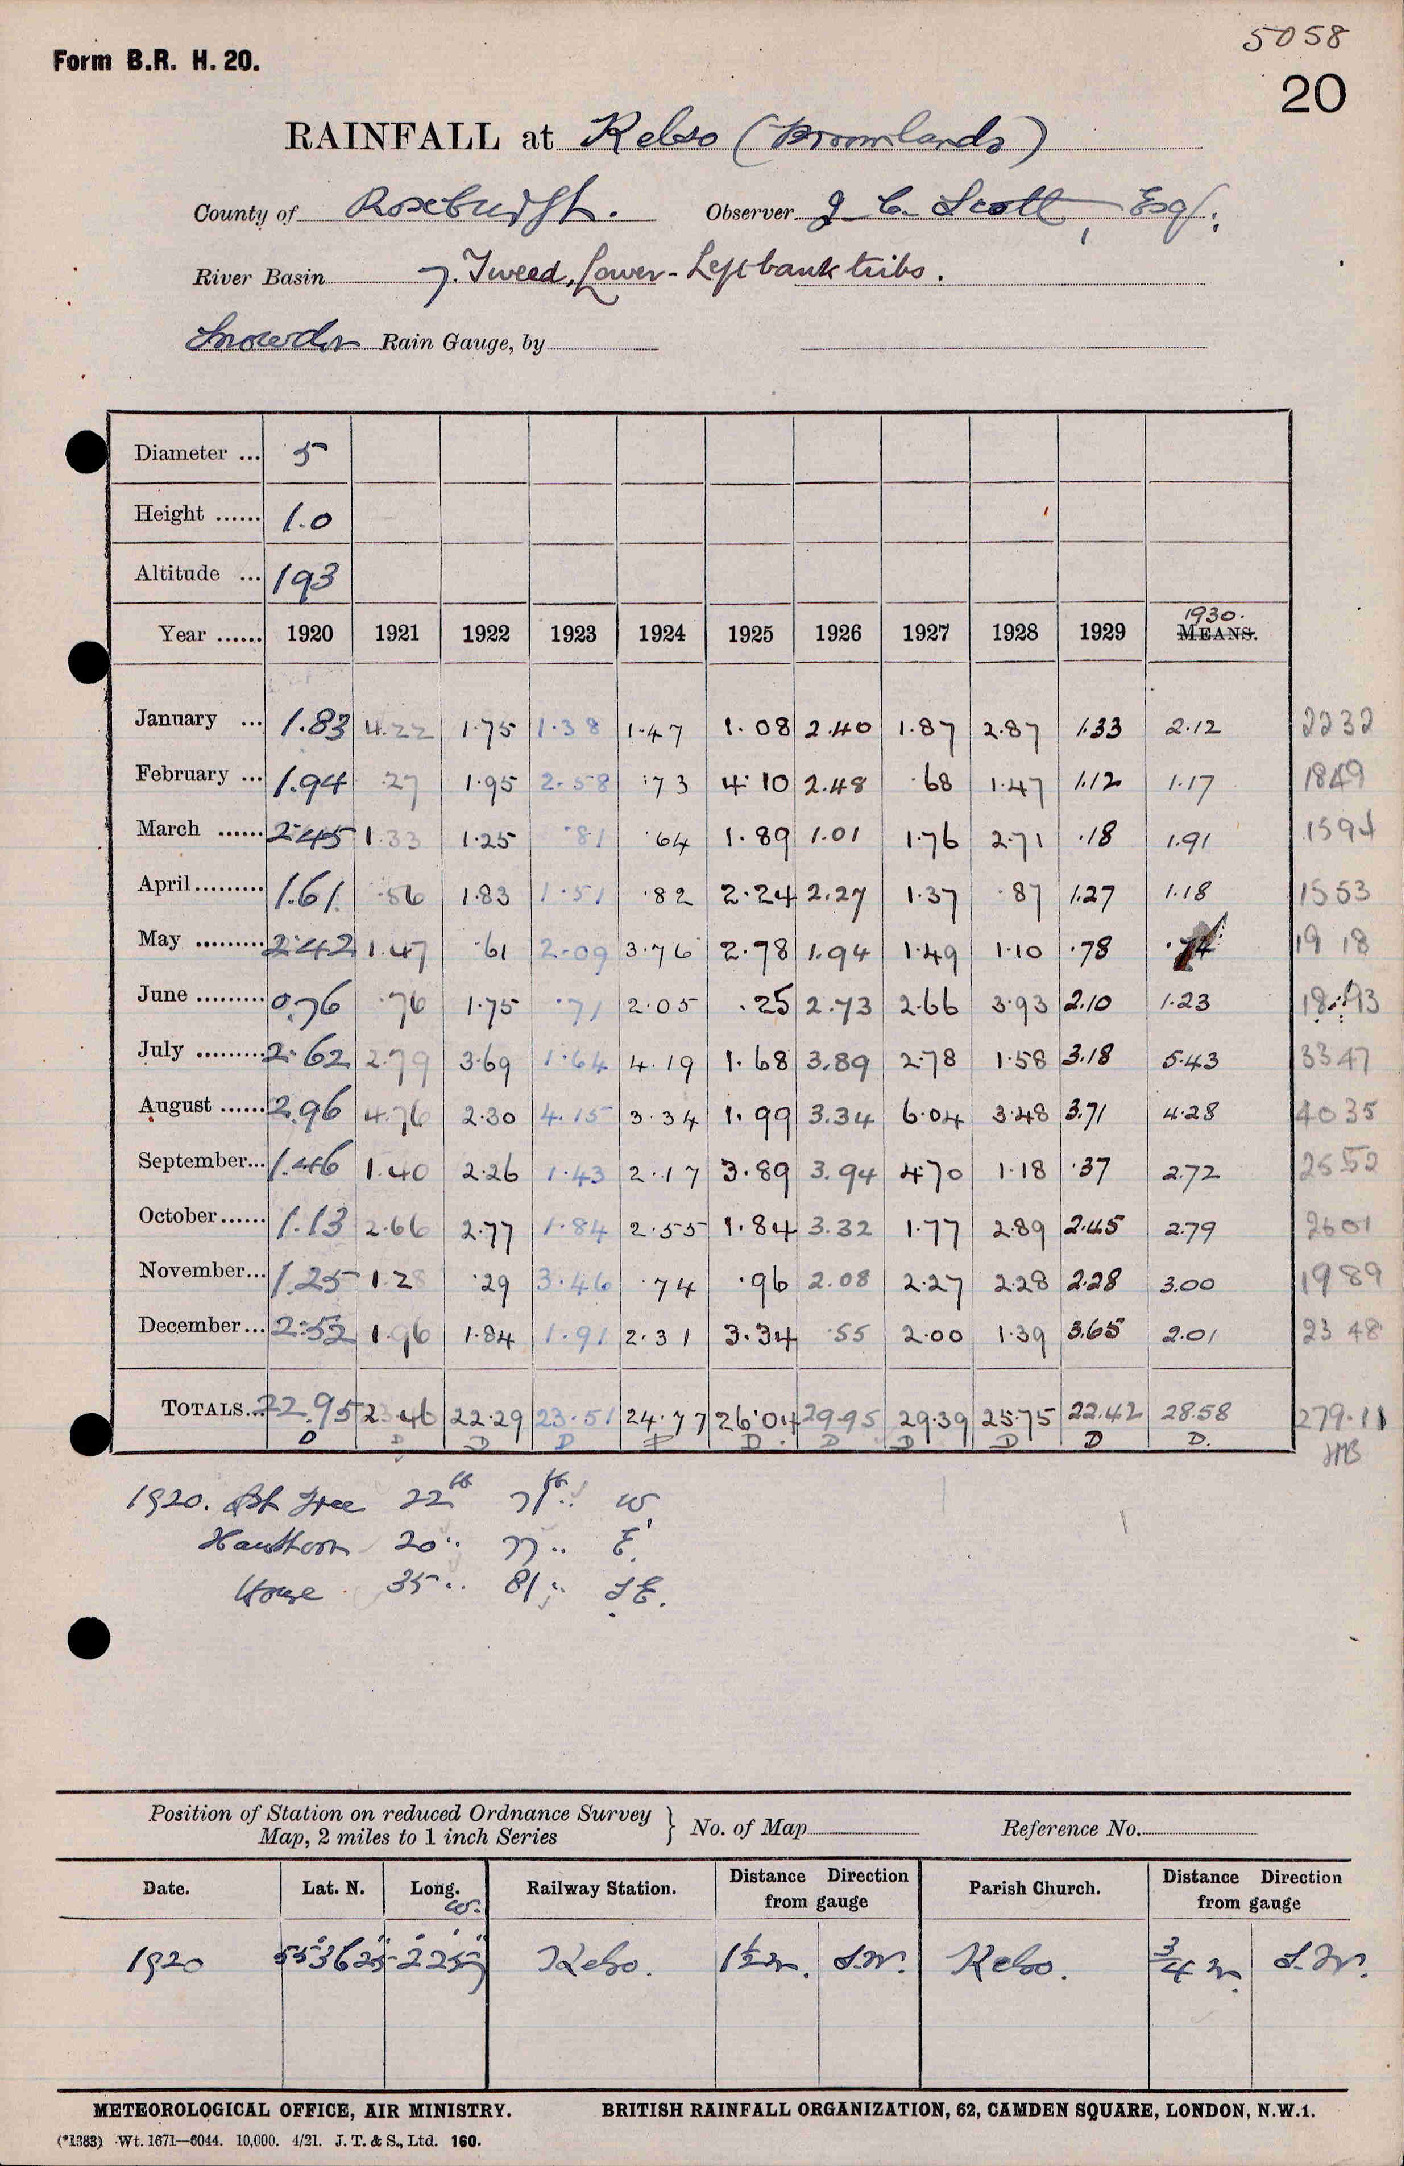 5058
Form B.R. H. 20.
20
RAINFALL at Kelso (Broomlands)
County of Roxburgh. Observer J. C. Scott, Esq.
River Basin 7. Tweed, Lower - Left bank tribs.
Snowdon Rain Gauge, by
Diameter ... 5
Height ...... 1.0
Altitude ... 193
1930.
Year ...... 1920 1921 1922 1923 1924 1925 1926 1927 1928 1929 MEANS.
January ... 1.83 4.22 1.75 1.38 1.47 1.08 2.40 1.87 2.87 1.33 2.12 2232
February ... 1.94 .27 1.95 2.58 .73 4.10 2.48 .68 1.47 1.12 1.17 1849
March ...... 2.45 1.33 1.25 .81 .64 1.89 1.01 1.76 2.71 .18 1.91 1594
April ......... 1.61 .56 1.83 1.51 .82 2.24 2.27 1.37 .87 1.27 1.18 1553
May ......... 2.42 1.47 .61 2.09 3.76 2.78 1.94 1.49 1.10 .78 .74 1918
June ......... 0.76 .76 1.75 .71 2.05 .25 2.73 2.66 3.93 2.10 1.23
July ......... 2.62 2.79 3.69 1.64 4.19 1.68 3.89 2.78 1.58 3.18 5.43 3347
August ...... 2.96 4.76 2.30 4.15 3.34 1.99 3.34 6.04 3.48 3.71 4.28 4035
September... 1.46 1.40 2.26 1.43 2.17 3.89 3.94 4.70 1.18 .37 2.72 2552
October...... 1.13 2.66 2.77 1.84 2.55 1.84 3.32 1.77 2.89 2.45 2.79 2601
November... 1.25 1.28 .29 3.46 .74 .96 2.08 2.27 2.28 2.28 3.00 1989
December... 2.52 1.96 1.84 1.91 2.31 3.34 .55 2.00 1.39 3.65 2.01 2348
TOTALS... 22.95 23.46 22.29 23.51 24.77 26.04 29.95 29.39 25.75 22.42 28.58 279.11
D D D D D D D D D D D.
1920. Ash Tree 22 ft 71 ft. W.
Hawthorn 20 .. 77 .. E.
House 35 .. 81 .. S.E.
Position of Station on reduced Ordnance Survey
Map, 2 miles to 1 inch Series } No. of Map Reference No.
Date. Lat. N. Long. W. Railway Station. Distance Direction from gauge Parish Church. Distance Direction from gauge
1920 55° 36' 25" 2° 25' Kelso. 1½ m. S.W. Kelso. ¾ m. S.W.
METEOROLOGICAL OFFICE, AIR MINISTRY. BRITISH RAINFALL ORGANIZATION, 62, CAMDEN SQUARE, LONDON, N.W.1.
(*1383) Wt. 1671—6044. 10,000. 4/21. J. T. & S., Ltd. 160.